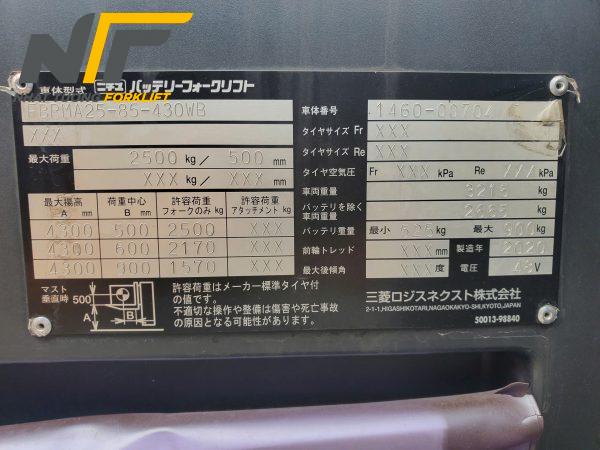 NTF
NHẬT DƯƠNG FORKLIFT
車体型式 ニチユ バッテリーフォークリフト
FBRMA25-85-430WB
車体番号
XXX
タイヤサイズ Fr XXX
タイヤサイズ Re XXX
最大荷重 2500 kg / 500 mm
XXX kg / XXX mm
タイヤ空気圧 Fr XXX kPa Re XXX kPa
車両重量 kg
バッテリを除く車両重量 kg
バッテリ重量 最小 525 kg 最大 900 kg
前輪トレッド XXX mm 製造年 2020
最大後傾角 XXX 度 電圧 48 V
最大揚高 A mm 荷重中心 B mm 許容荷重 フォークのみ kg 許容荷重 アタッチメント kg
4300 500 2500 XXX
4300 600 2170 XXX
4300 900 1570 XXX
マスト垂直時 500 A B
許容荷重はメーカー標準タイヤ付
の値です。
不適切な操作や整備は傷害や死亡事故
の原因となる可能性があります。
三菱ロジスネクスト株式会社
2-1-1,HIGASHIKOTARI,NAGAOKAKYO-SHI,KYOTO,JAPAN
50013-98840